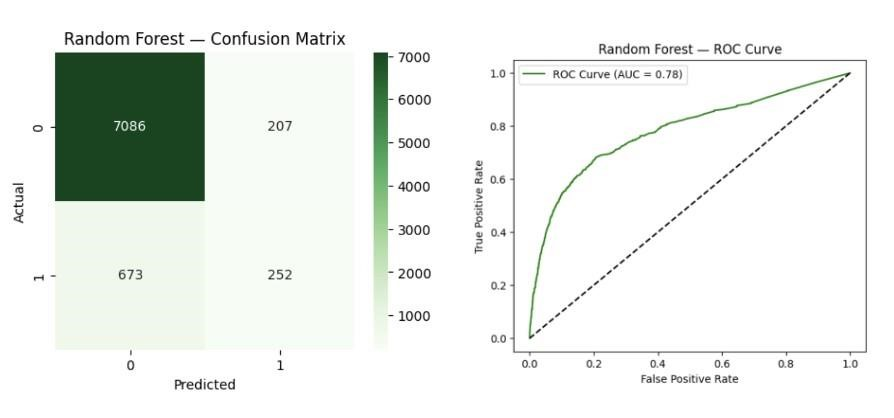 Random Forest — Confusion Matrix
7086 207
673 252
0
1
Actual
0 1
Predicted
7000
6000
5000
4000
3000
2000
1000
Random Forest — ROC Curve
ROC Curve (AUC = 0.78)
1.0
0.8
0.6
0.4
0.2
0.0
True Positive Rate
0.0 0.2 0.4 0.6 0.8 1.0
False Positive Rate